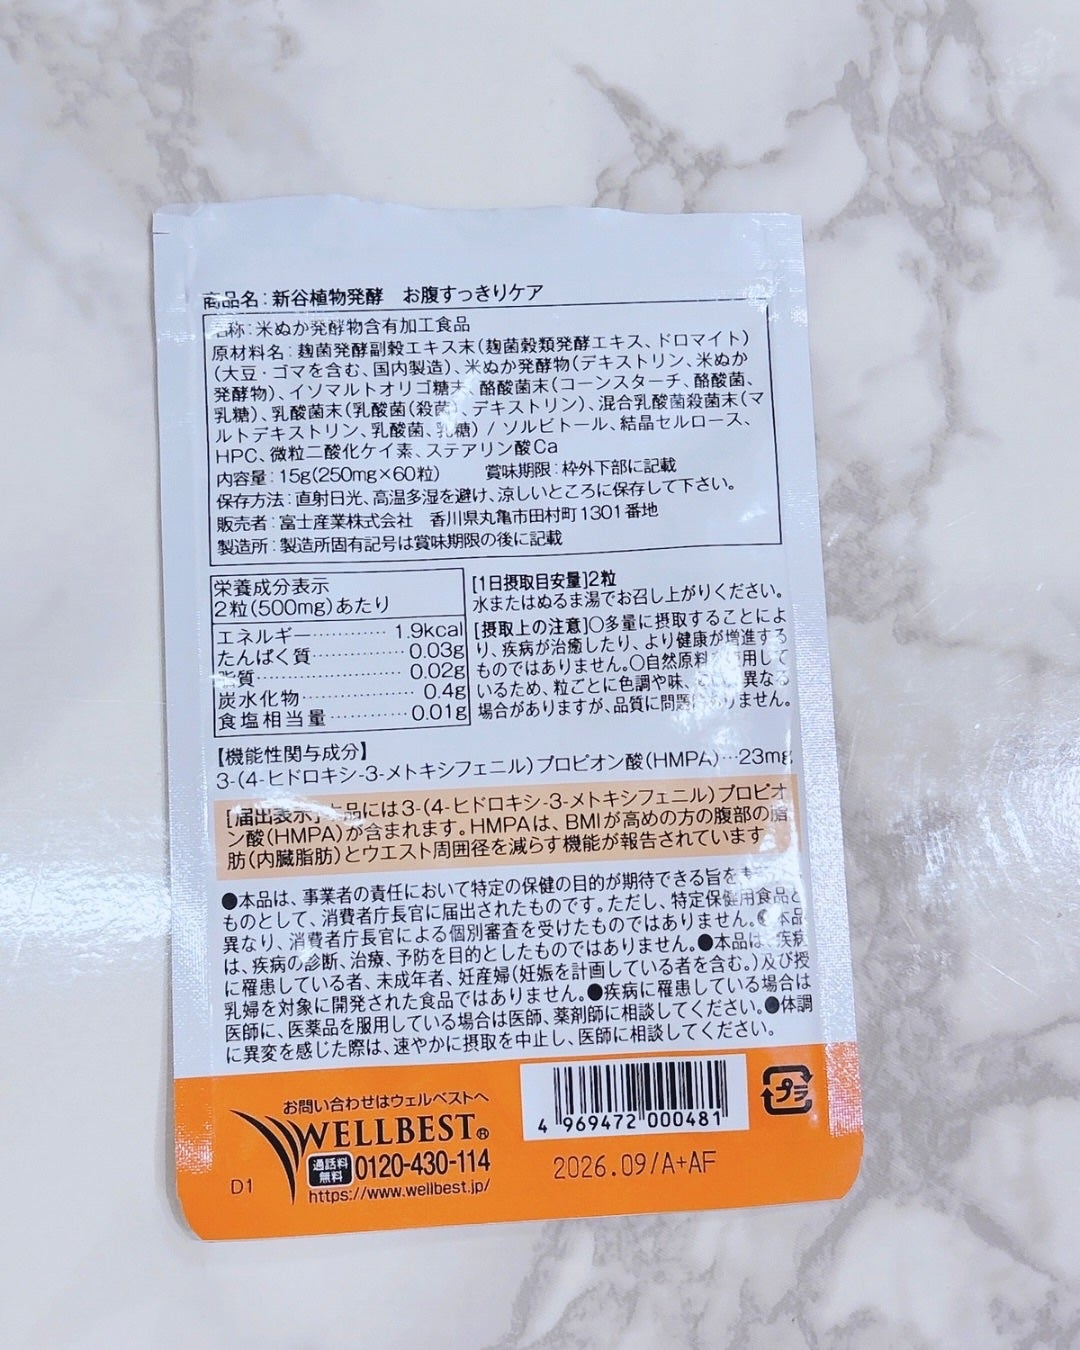 商品名：新谷植物発酵　お腹すっきりケア
名称：米ぬか発酵物含有加工食品
原材料名：麹菌発酵副穀エキス末（麹菌穀類発酵エキス、ドロマイト）
（大豆・ゴマを含む、国内製造）、米ぬか発酵物（デキストリン、米ぬか
発酵物）、イソマルトオリゴ糖末、酪酸菌末（コーンスターチ、酪酸菌、
乳糖）、乳酸菌末（乳酸菌（殺菌）、デキストリン）、混合乳酸菌殺菌末（マ
ルトデキストリン、乳酸菌、乳糖）/ ソルビトール、結晶セルロース、
HPC、微粒二酸化ケイ素、ステアリン酸Ca
内容量：15g（250mg×60粒）　賞味期限：枠外下部に記載
保存方法：直射日光、高温多湿を避け、涼しいところに保存して下さい。
販売者：富士産業株式会社　香川県丸亀市田村町1301番地
製造所：製造所固有記号は賞味期限の後に記載
栄養成分表示
2粒（500mg）あたり
エネルギー…………1.9kcal
たんぱく質…………0.03g
脂質…………0.02g
炭水化物…………0.4g
食塩相当量…………0.01g
[1日摂取目安量]2粒
水またはぬるま湯でお召し上がりください。
[摂取上の注意]○多量に摂取することによ
り、疾病が治癒したり、より健康が増進する
ものではありません。○自然原料を使用して
いるため、粒ごとに色調や味、 異なる
場合がありますが、品質に問題はありません。
【機能性関与成分】
3-（4-ヒドロキシ-3-メトキシフェニル）プロピオン酸（HMPA）…23mg
【届出表示】本品には3-（4-ヒドロキシ-3-メトキシフェニル）プロピオ
ン酸（HMPA）が含まれます。HMPAは、BMIが高めの方の腹部の脂
肪（内臓脂肪）とウエスト周囲径を減らす機能が報告されています
●本品は、事業者の責任において特定の保健の目的が期待できる旨を
ものとして、消費者庁長官に届出されたものです。ただし、特定保健用食品と
異なり、消費者庁長官による個別審査を受けたものではありません。●本品
は、疾病の診断、治療、予防を目的としたものではありません。●本品は、疾病
に罹患している者、未成年者、妊産婦（妊娠を計画している者を含む。）及び授
乳婦を対象に開発された食品ではありません。●疾病に罹患している場合は
医師に、医薬品を服用している場合は医師、薬剤師に相談してください。●体調
に異変を感じた際は、速やかに摂取を中止し、医師に相談してください。
お問い合わせはウェルベストへ
WELLBEST®
通話料無料 0120-430-114
https://www.wellbest.jp/
D1
4 969472 000481
プラ
2026.09/A+AF